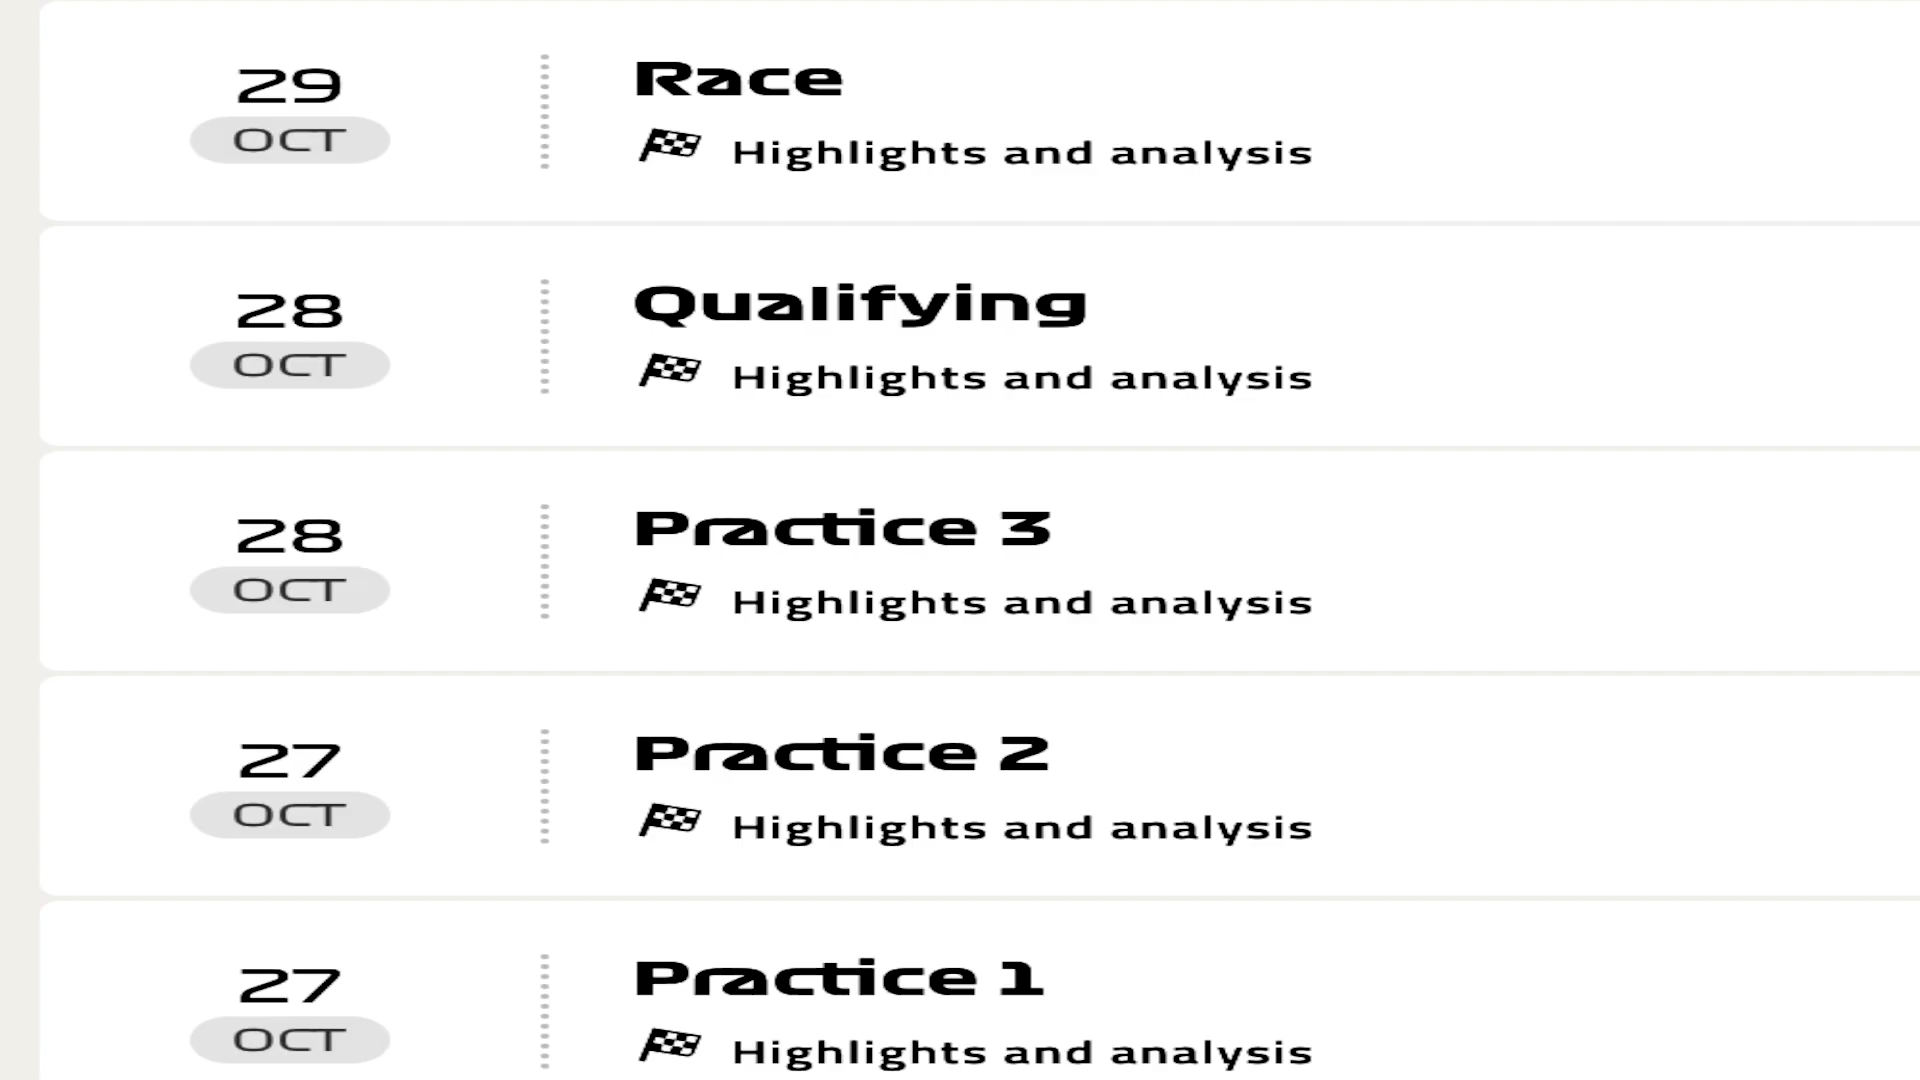 29
OCT
Race
Highlights and analysis
28
OCT
Qualifying
Highlights and analysis
28
OCT
Practice 3
Highlights and analysis
27
OCT
Practice 2
Highlights and analysis
27
OCT
Practice 1
Highlights and analysis